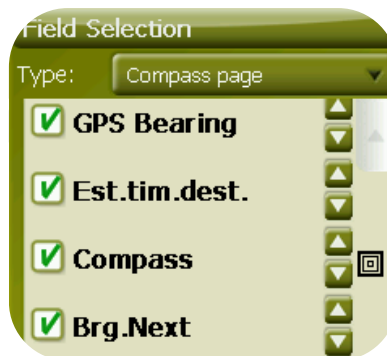 Field Selection
Type: Compass page
GPS Bearing
Est.tim.dest.
Compass
Brg.Next